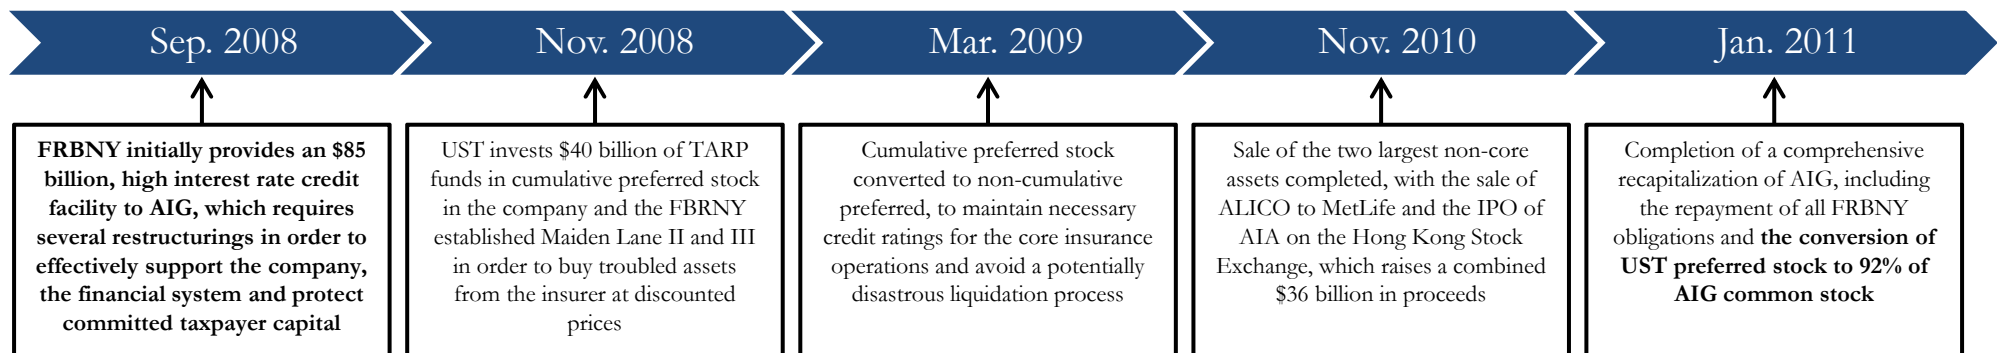 Sep. 2008
Nov. 2008
Mar. 2009
Nov. 2010
Jan. 2011
FRBNY initially provides an $85
billion, high interest rate credit
facility to AIG, which requires
several restructurings in order to
effectively support the company,
the financial system and protect
committed taxpayer capital
UST invests $40 billion of TARP
funds in cumulative preferred stock
in the company and the FBRNY
established Maiden Lane II and III
in order to buy troubled assets
from the insurer at discounted
prices
Cumulative preferred stock
converted to non-cumulative
preferred, to maintain necessary
credit ratings for the core insurance
operations and avoid a potentially
disastrous liquidation process
Sale of the two largest non-core
assets completed, with the sale of
ALICO to MetLife and the IPO of
AIA on the Hong Kong Stock
Exchange, which raises a combined
$36 billion in proceeds
Completion of a comprehensive
recapitalization of AIG, including
the repayment of all FRBNY
obligations and the conversion of
UST preferred stock to 92% of
AIG common stock